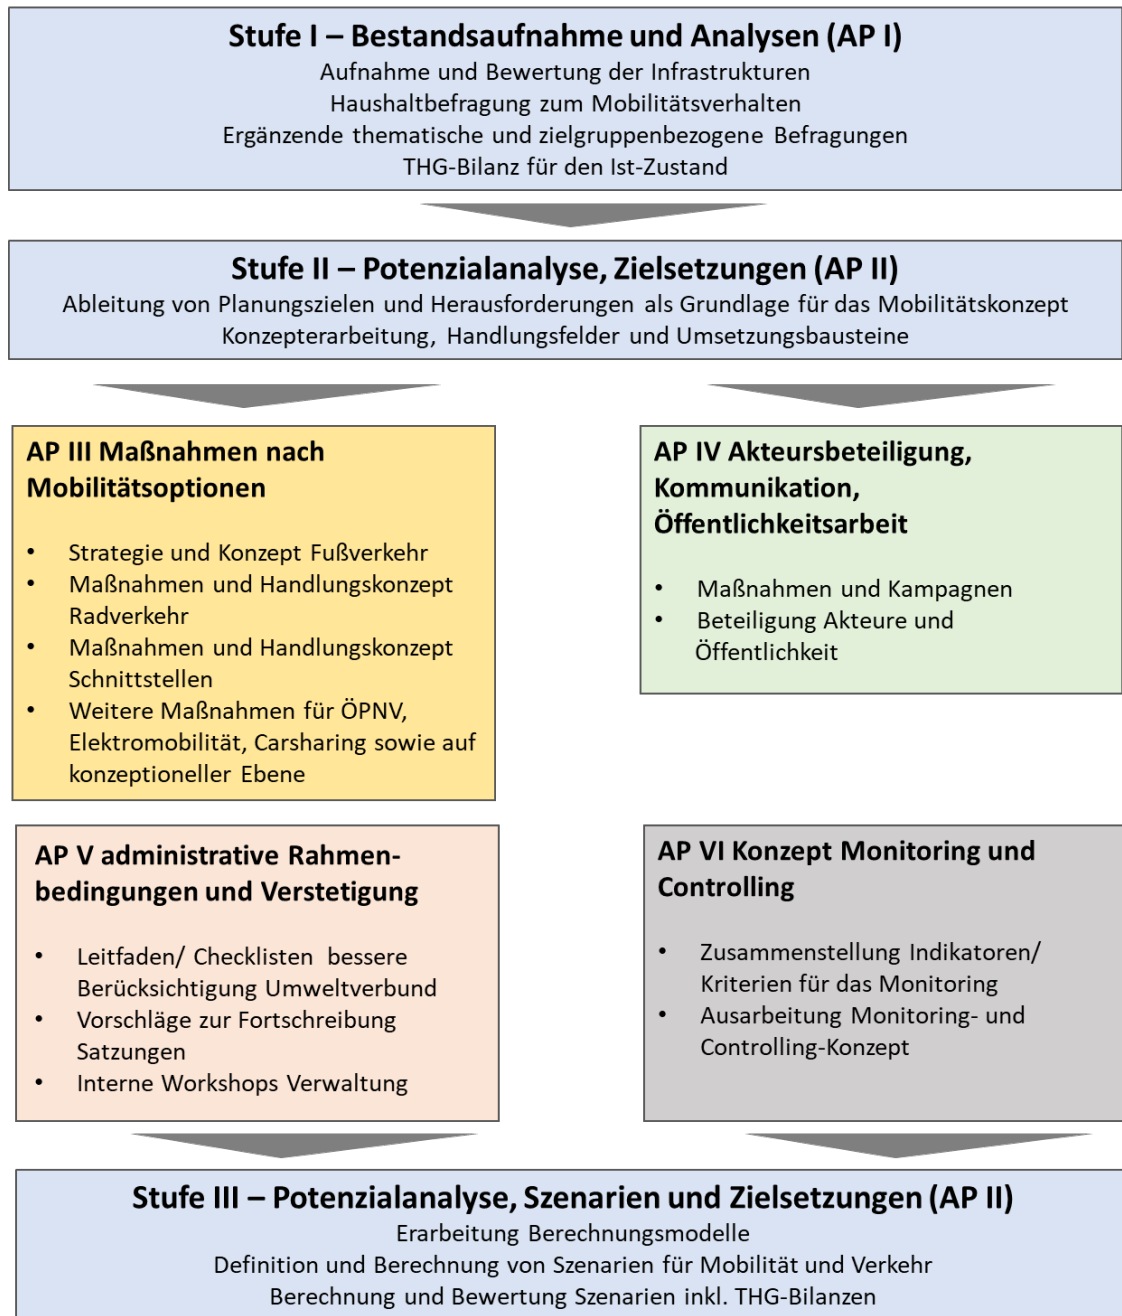 Stufe I – Bestandsaufnahme und Analysen (AP I)
Aufnahme und Bewertung der Infrastrukturen
Haushaltbefragung zum Mobilitätsverhalten
Ergänzende thematische und zielgruppenbezogene Befragungen
THG-Bilanz für den Ist-Zustand
Stufe II – Potenzialanalyse, Zielsetzungen (AP II)
Ableitung von Planungszielen und Herausforderungen als Grundlage für das Mobilitätskonzept
Konzepterarbeitung, Handlungsfelder und Umsetzungsbausteine
AP III Maßnahmen nach
Mobilitätsoptionen
• Strategie und Konzept Fußverkehr
• Maßnahmen und Handlungskonzept
Radverkehr
• Maßnahmen und Handlungskonzept
Schnittstellen
• Weitere Maßnahmen für ÖPNV,
Elektromobilität, Carsharing sowie auf
konzeptioneller Ebene
AP IV Akteursbeteiligung,
Kommunikation,
Öffentlichkeitsarbeit
• Maßnahmen und Kampagnen
• Beteiligung Akteure und
Öffentlichkeit
AP V administrative Rahmen-
bedingungen und Verstetigung
• Leitfaden/ Checklisten bessere
Berücksichtigung Umweltverbund
• Vorschläge zur Fortschreibung
Satzungen
• Interne Workshops Verwaltung
AP VI Konzept Monitoring und
Controlling
• Zusammenstellung Indikatoren/
Kriterien für das Monitoring
• Ausarbeitung Monitoring- und
Controlling-Konzept
Stufe III – Potenzialanalyse, Szenarien und Zielsetzungen (AP II)
Erarbeitung Berechnungsmodelle
Definition und Berechnung von Szenarien für Mobilität und Verkehr
Berechnung und Bewertung Szenarien inkl. THG-Bilanzen